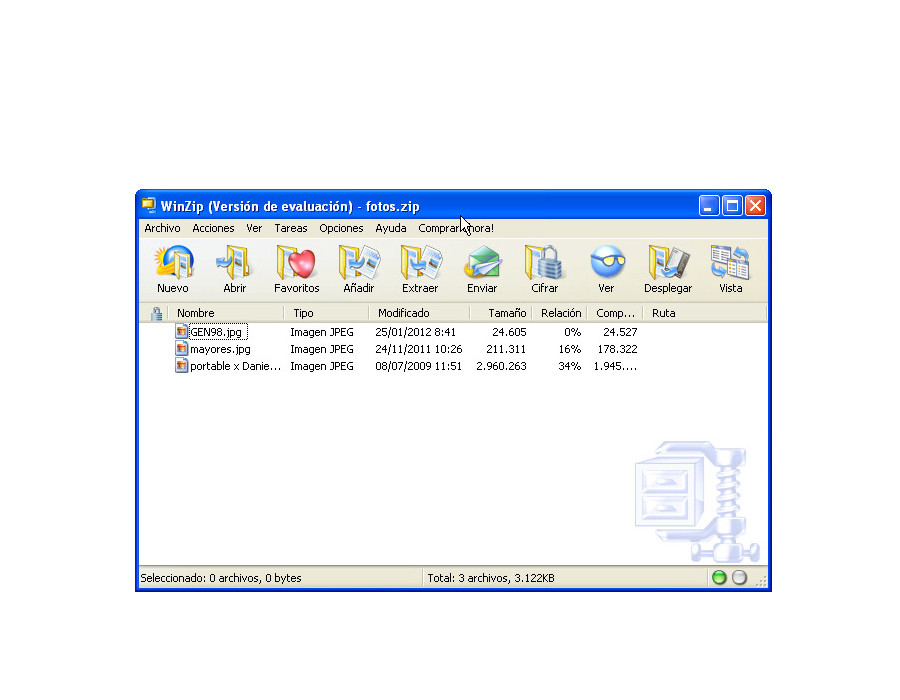 WinZip (Versión de evaluación) - fotos.zip
Archivo Acciones Ver Tareas Opciones Ayuda Comprar hora!
Nuevo Abrir Favoritos Añadir Extraer Enviar Cifrar Ver Desplegar Vista
Nombre Tipo Modificado Tamaño Relación Comp... Ruta
GEN98.jpg Imagen JPEG 25/01/2012 8:41 24.605 0% 24.527
mayores.jpg Imagen JPEG 24/11/2011 10:26 211.311 16% 178.322
portable x Danie... Imagen JPEG 08/07/2009 11:51 2.960.263 34% 1.945....
Seleccionado: 0 archivos, 0 bytes Total: 3 archivos, 3.122KB